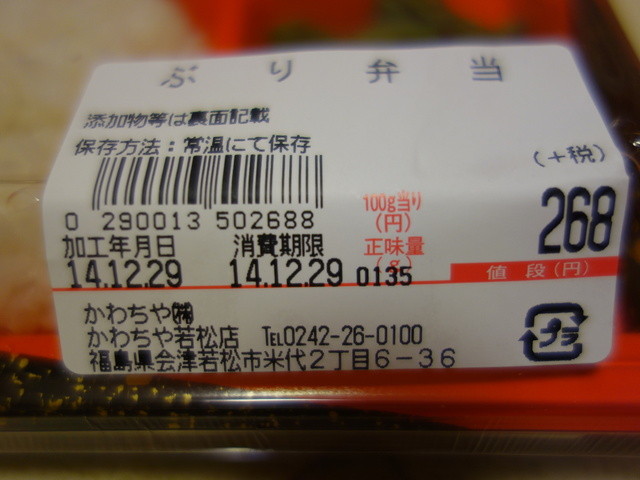 ぶり弁当
添加物等は裏面記載
保存方法：常温にて保存
(+税)
0 290013 502688
100g当り
(円)
268
加工年月日 消費期限 正味量
(g)
14.12.29 14.12.29 0135
値段(円)
かわちや㈱
かわちや若松店 TEL0242-26-0100
福島県会津若松市米代2丁目6-36
プラ